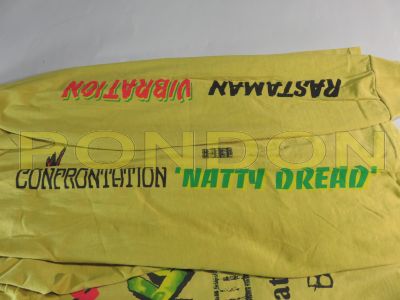 RASTAMAN VIBRATION
PONDON
CONFRONTATION 'NATTY DREAD'